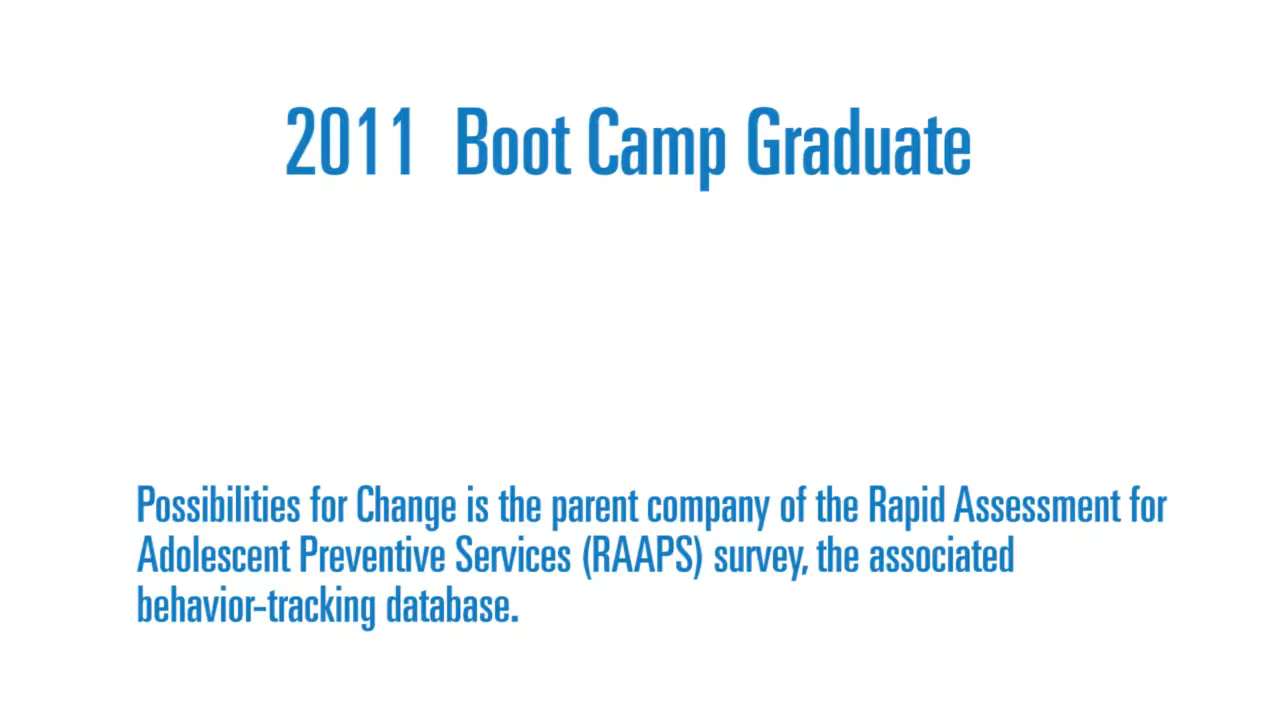 2011 Boot Camp Graduate
Possibilities for Change is the parent company of the Rapid Assessment for
Adolescent Preventive Services (RAAPS) survey, the associated
behavior-tracking database.